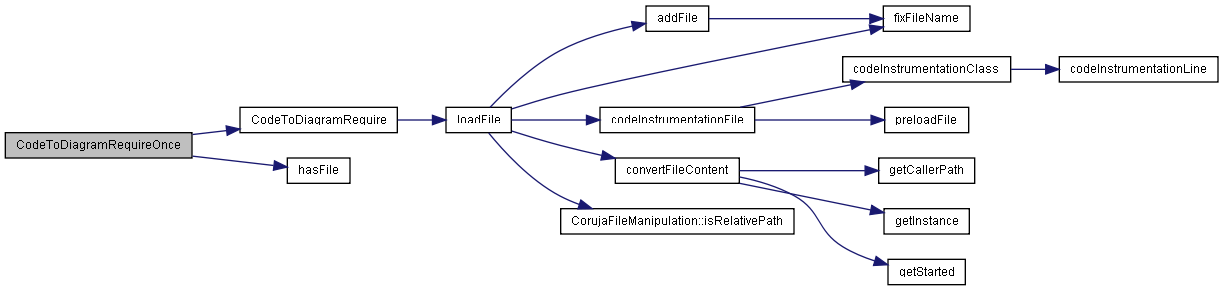 addFile
fixFileName
codeInstrumentationClass
codeInstrumentationLine
CodeToDiagramRequire
loadFile
codeInstrumentationFile
preloadFile
CodeToDiagramRequireOnce
hasFile
convertFileContent
getCallerPath
CorujaFileManipulation::isRelativePath
getInstance
getStarted